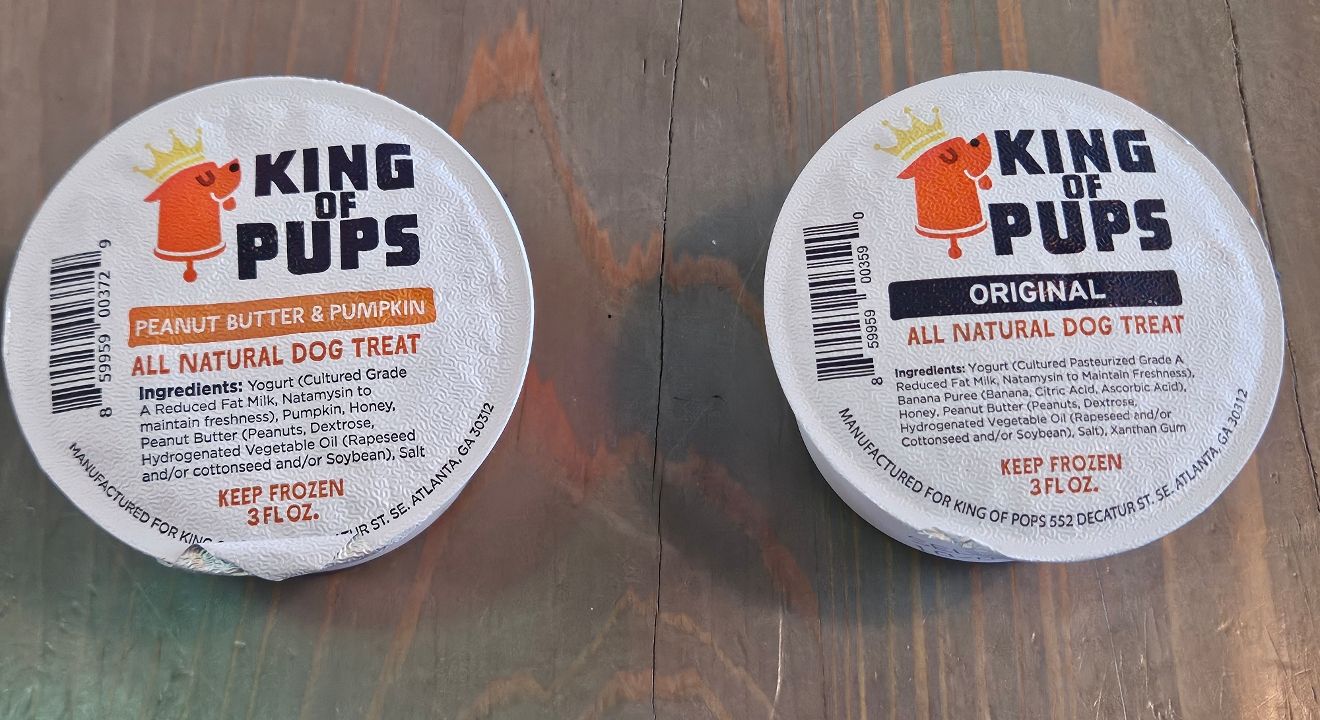 KING
OF
PUPS
PEANUT BUTTER & PUMPKIN
ALL NATURAL DOG TREAT
Ingredients: Yogurt (Cultured Grade
A Reduced Fat Milk, Natamysin to
maintain freshness), Pumpkin, Honey,
Peanut Butter (Peanuts, Dextrose,
Hydrogenated Vegetable Oil (Rapeseed
and/or cottonseed and/or Soybean), Salt
KEEP FROZEN
3 FL OZ.
MANUFACTURED FOR KING ST. SE. ATLANTA, GA 30312
8 59959 00372 9
KING
OF
PUPS
ORIGINAL
ALL NATURAL DOG TREAT
Ingredients: Yogurt (Cultured Pasteurized Grade A
Reduced Fat Milk, Natamysin to Maintain Freshness),
Banana Puree (Banana, Citric Acid, Ascorbic Acid),
Honey, Peanut Butter (Peanuts, Dextrose,
Hydrogenated Vegetable Oil (Rapeseed and/or
Cottonseed and/or Soybean), Salt), Xanthan Gum
KEEP FROZEN
3 FL OZ.
MANUFACTURED FOR KING OF POPS 552 DECATUR ST. SE. ATLANTA, GA 30312
8 59959 00359 0